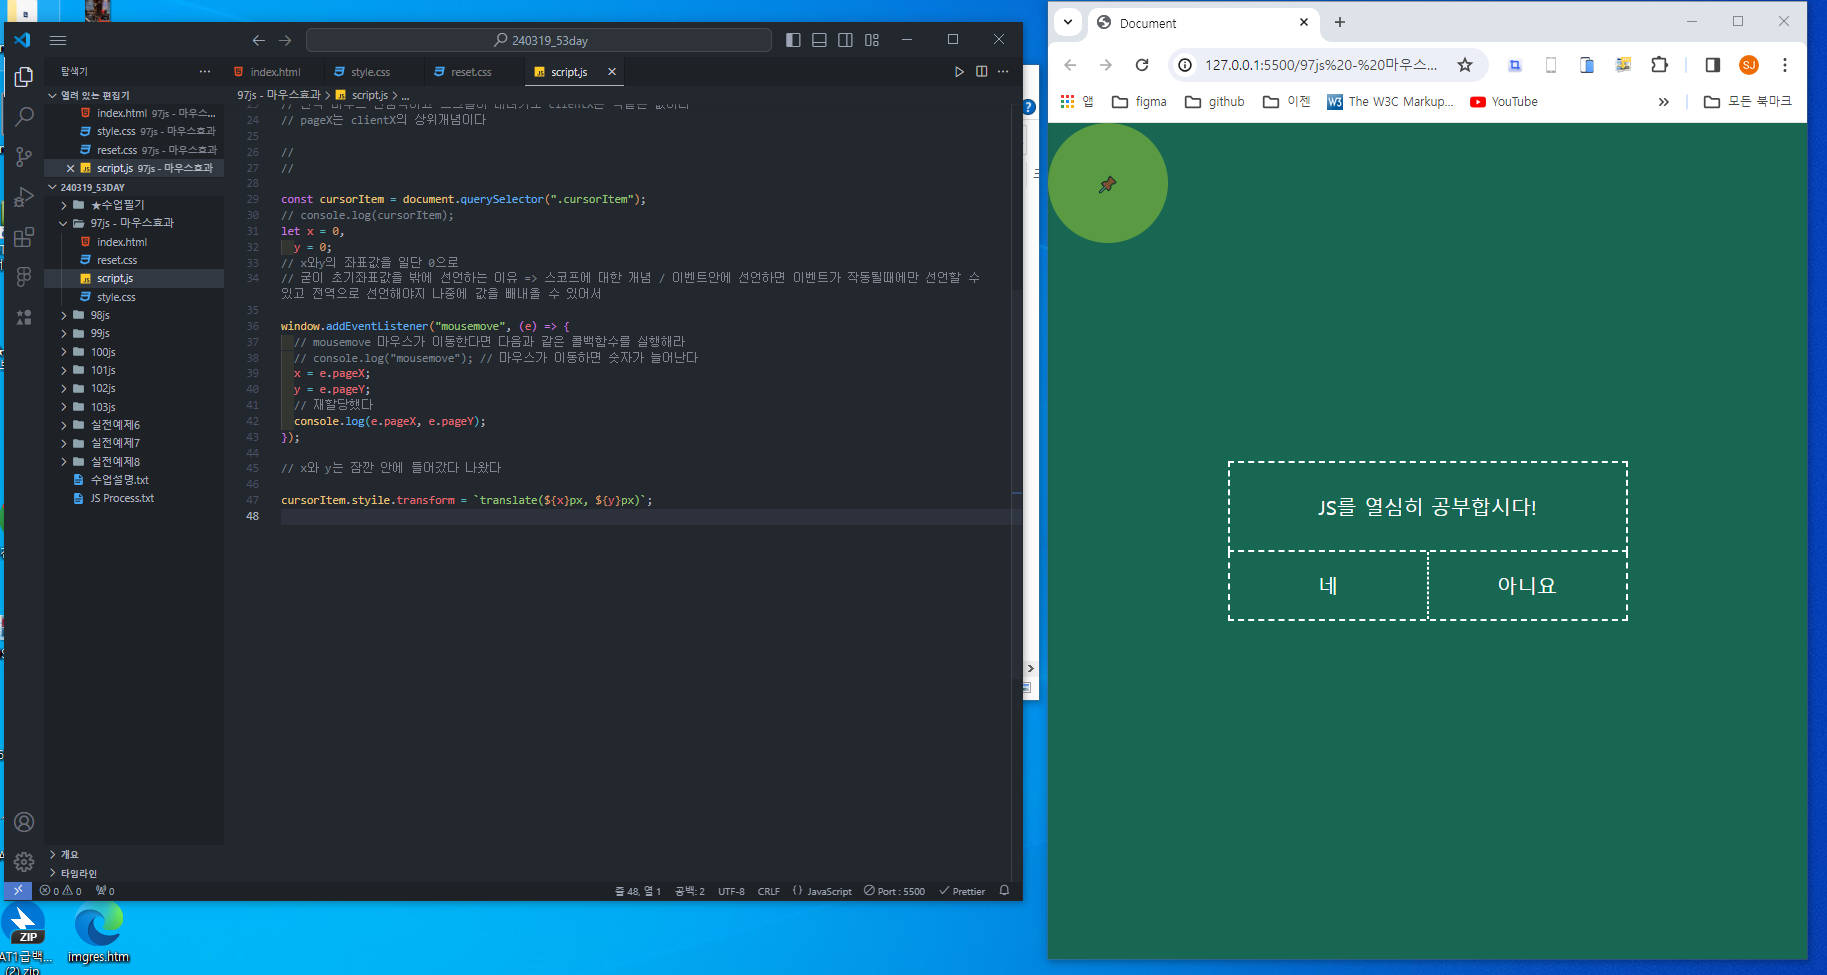 240319_53day
탐색기
index.html
style.css
reset.css
script.js
열려 있는 편집기
index.html 97js - 마우스...
style.css 97js - 마우스효과
reset.css 97js - 마우스효과
script.js 97js - 마우스효과
240319_53DAY
★수업필기
97js - 마우스효과
index.html
reset.css
script.js
style.css
98js
99js
100js
101js
102js
103js
실전예제6
실전예제7
실전예제8
수업설명.txt
JS Process.txt
개요
타임라인
97js - 마우스효과 > script.js > ...
24 // pageX는 clientX의 상위개념이다
25
26 //
27 //
28
29 const cursorItem = document.querySelector(".cursorItem");
30 // console.log(cursorItem);
31 let x = 0,
32 y = 0;
33 // x와y의 좌표값을 일단 0으로
34 // 굳이 초기좌표값을 밖에 선언하는 이유 => 스코프에 대한 개념 / 이벤트안에 선언하면 이벤트가 작동될때에만 선언할 수
있고 전역으로 선언해야지 나중에 값을 빼내올 수 있어서
35
36 window.addEventListener("mousemove", (e) => {
37 // mousemove 마우스가 이동한다면 다음과 같은 콜백함수를 실행해라
38 // console.log("mousemove"); // 마우스가 이동하면 숫자가 늘어난다
39 x = e.pageX;
40 y = e.pageY;
41 // 재할당했다
42 console.log(e.pageX, e.pageY);
43 });
44
45 // x와 y는 잠깐 안에 들어갔다 나왔다
46
47 cursorItem.styile.transform = `translate(${x}px, ${y}px)`;
48
0 0 0
줄 48, 열 1 공백: 2 UTF-8 CRLF {} JavaScript Port : 5500 Prettier
ZIP
AT1급백...
(2).zip
imgres.htm
Document
127.0.0.1:5500/97js%20-%20마우스...
SJ
앱 figma github 이젠 W3 The W3C Markup... YouTube » 모든 북마크
JS를 열심히 공부합시다!
네 아니요